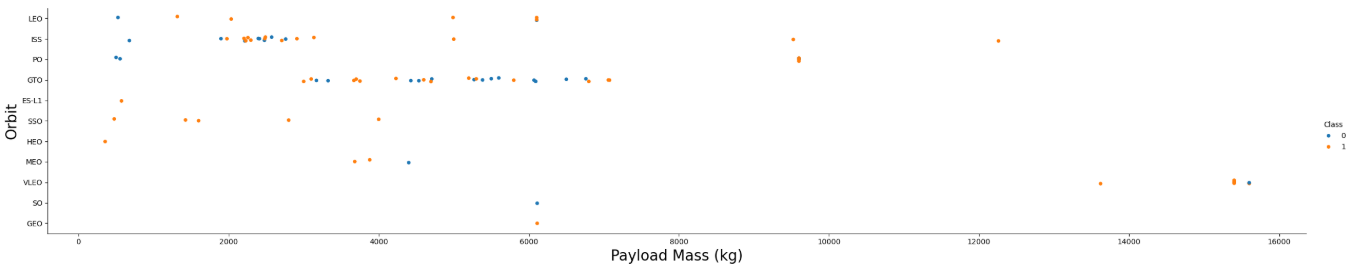 LEO
ISS
PO
GTO
ES-L1
SSO
HEO
MEO
VLEO
SO
GEO
Orbit
0 2000 4000 6000 8000 10000 12000 14000 16000
Payload Mass (kg)
Class
0
1